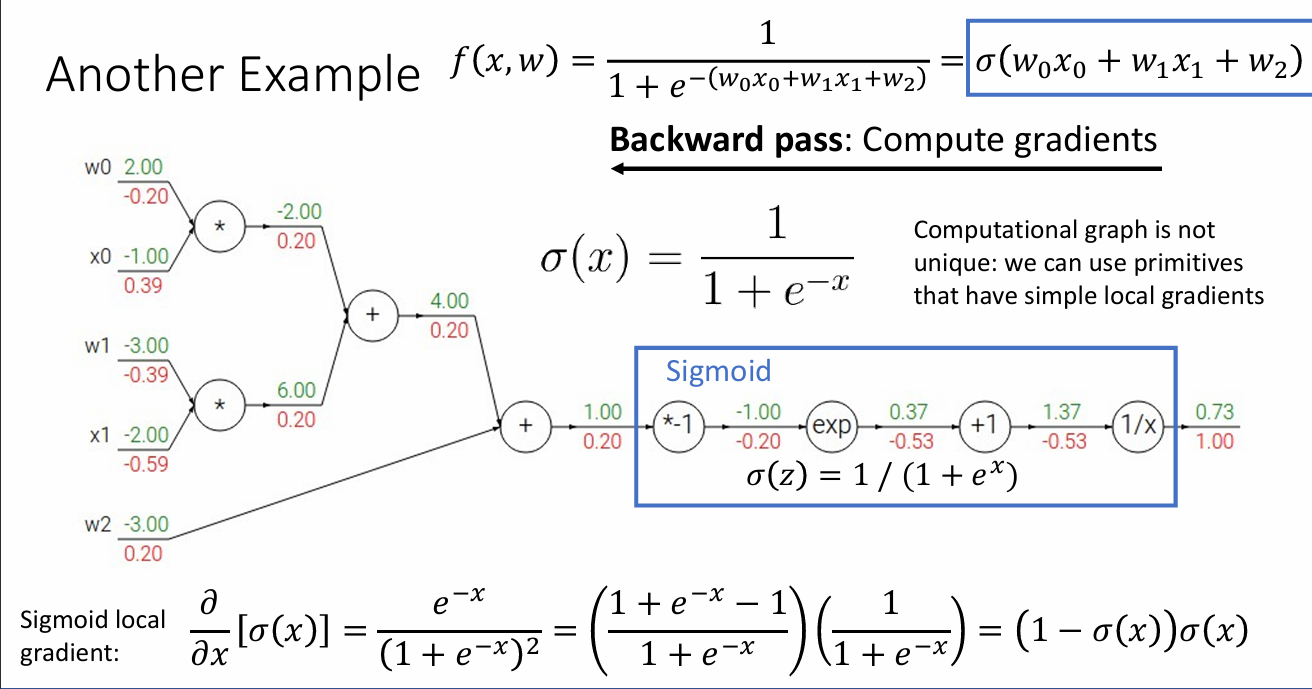 Another Example f(x, w) = 1 / (1 + e^{−(w₀x₀+w₁x₁+w₂)}) = σ(w₀x₀ + w₁x₁ + w₂)
Backward pass: Compute gradients
σ(x) = 1 / (1 + e^{−x})
Computational graph is not
unique: we can use primitives
that have simple local gradients
w0 2.00
-0.20
*
-2.00
0.20
x0 -1.00
0.39
+
4.00
0.20
w1 -3.00
-0.39
*
6.00
0.20
x1 -2.00
-0.59
w2 -3.00
0.20
+
1.00
0.20
Sigmoid
*-1
-1.00
-0.20
exp
0.37
-0.53
+1
1.37
-0.53
1/x
0.73
1.00
σ(z) = 1 / (1 + eˣ)
Sigmoid local
gradient:
∂/∂x [σ(x)] = e^{−x} / (1 + e^{−x})² = ((1 + e^{−x} − 1) / (1 + e^{−x})) (1 / (1 + e^{−x})) = (1 − σ(x))σ(x)